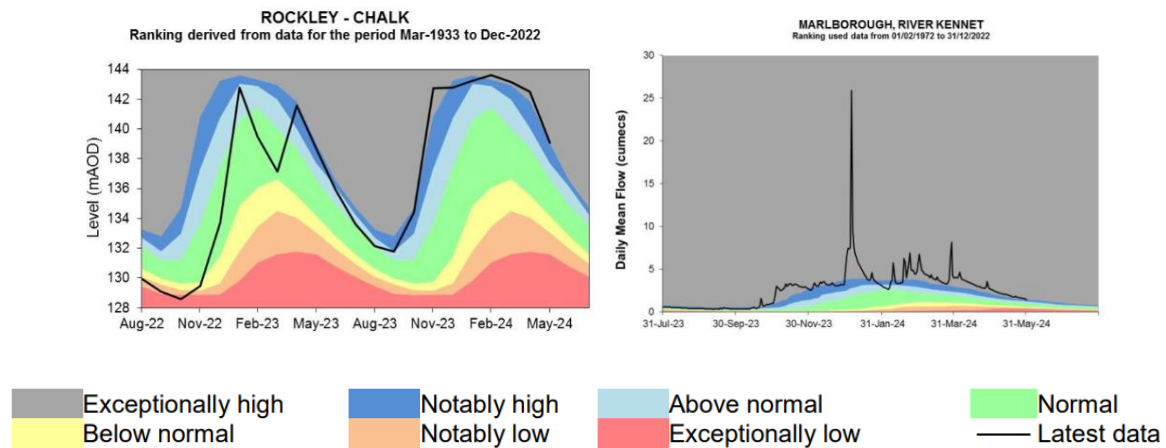 ROCKLEY - CHALK
Ranking derived from data for the period Mar-1933 to Dec-2022
Level (mAOD)
144
142
140
138
136
134
132
130
128
Aug-22 Nov-22 Feb-23 May-23 Aug-23 Nov-23 Feb-24 May-24
MARLBOROUGH, RIVER KENNET
Ranking used data from 01/02/1972 to 31/12/2022
Daily Mean Flow (cumecs)
30
25
20
15
10
5
0
31-Jul-23 30-Sep-23 30-Nov-23 31-Jan-24 31-Mar-24 31-May-24
Exceptionally high Notably high Above normal Normal
Below normal Notably low Exceptionally low Latest data